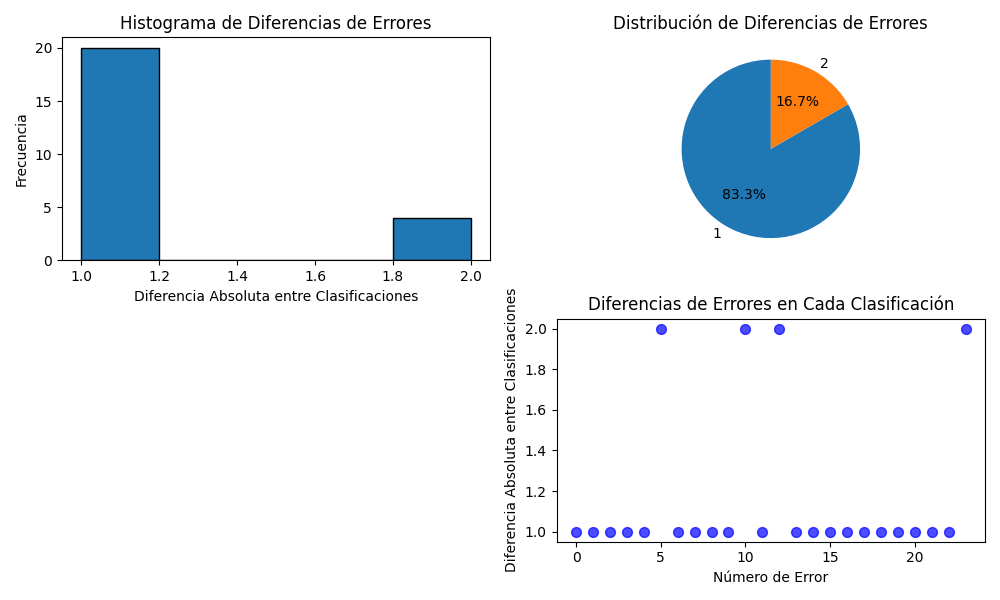 Histograma de Diferencias de Errores
Frecuencia
20
15
10
5
0
1.0 1.2 1.4 1.6 1.8 2.0
Diferencia Absoluta entre Clasificaciones
Distribución de Diferencias de Errores
2
16.7%
83.3%
1
Diferencias de Errores en Cada Clasificación
Diferencia Absoluta entre Clasificaciones
2.0
1.8
1.6
1.4
1.2
1.0
0 5 10 15 20
Número de Error